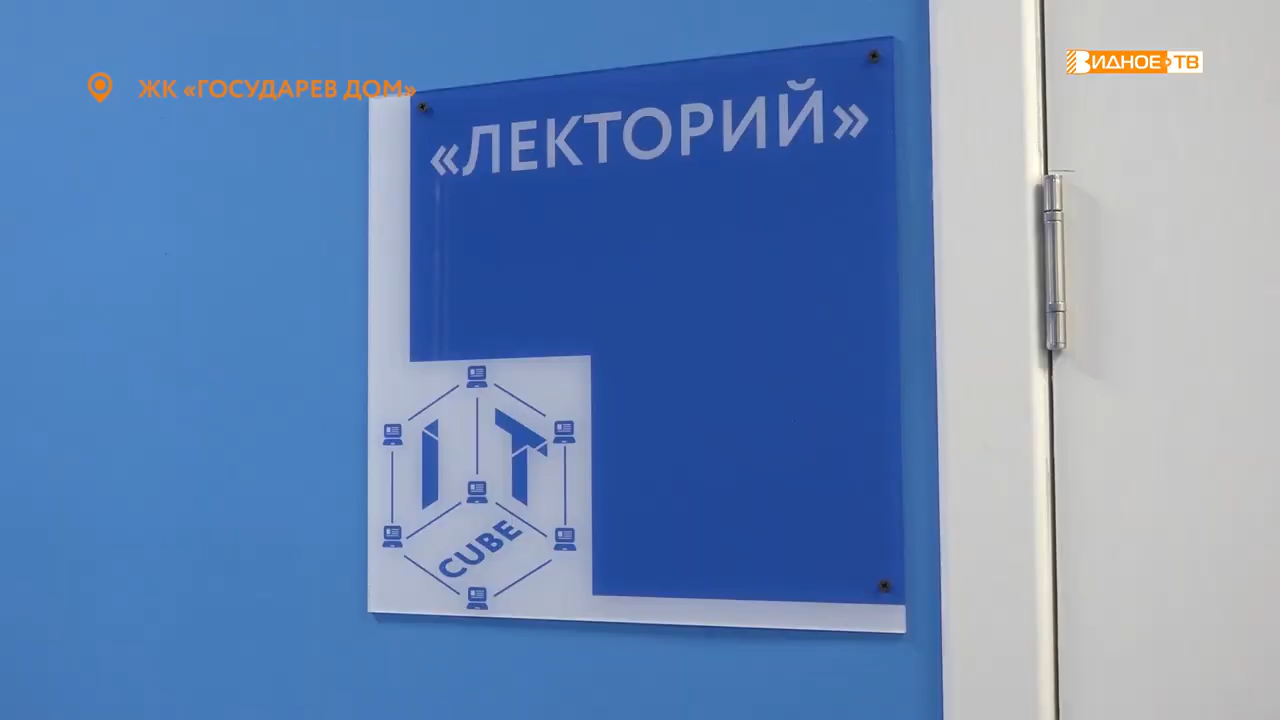 ЖК «ГОСУДАРЕВ ДОМ»
ВИДНОЕ ТВ
«ЛЕКТОРИЙ»
IT
CUBE